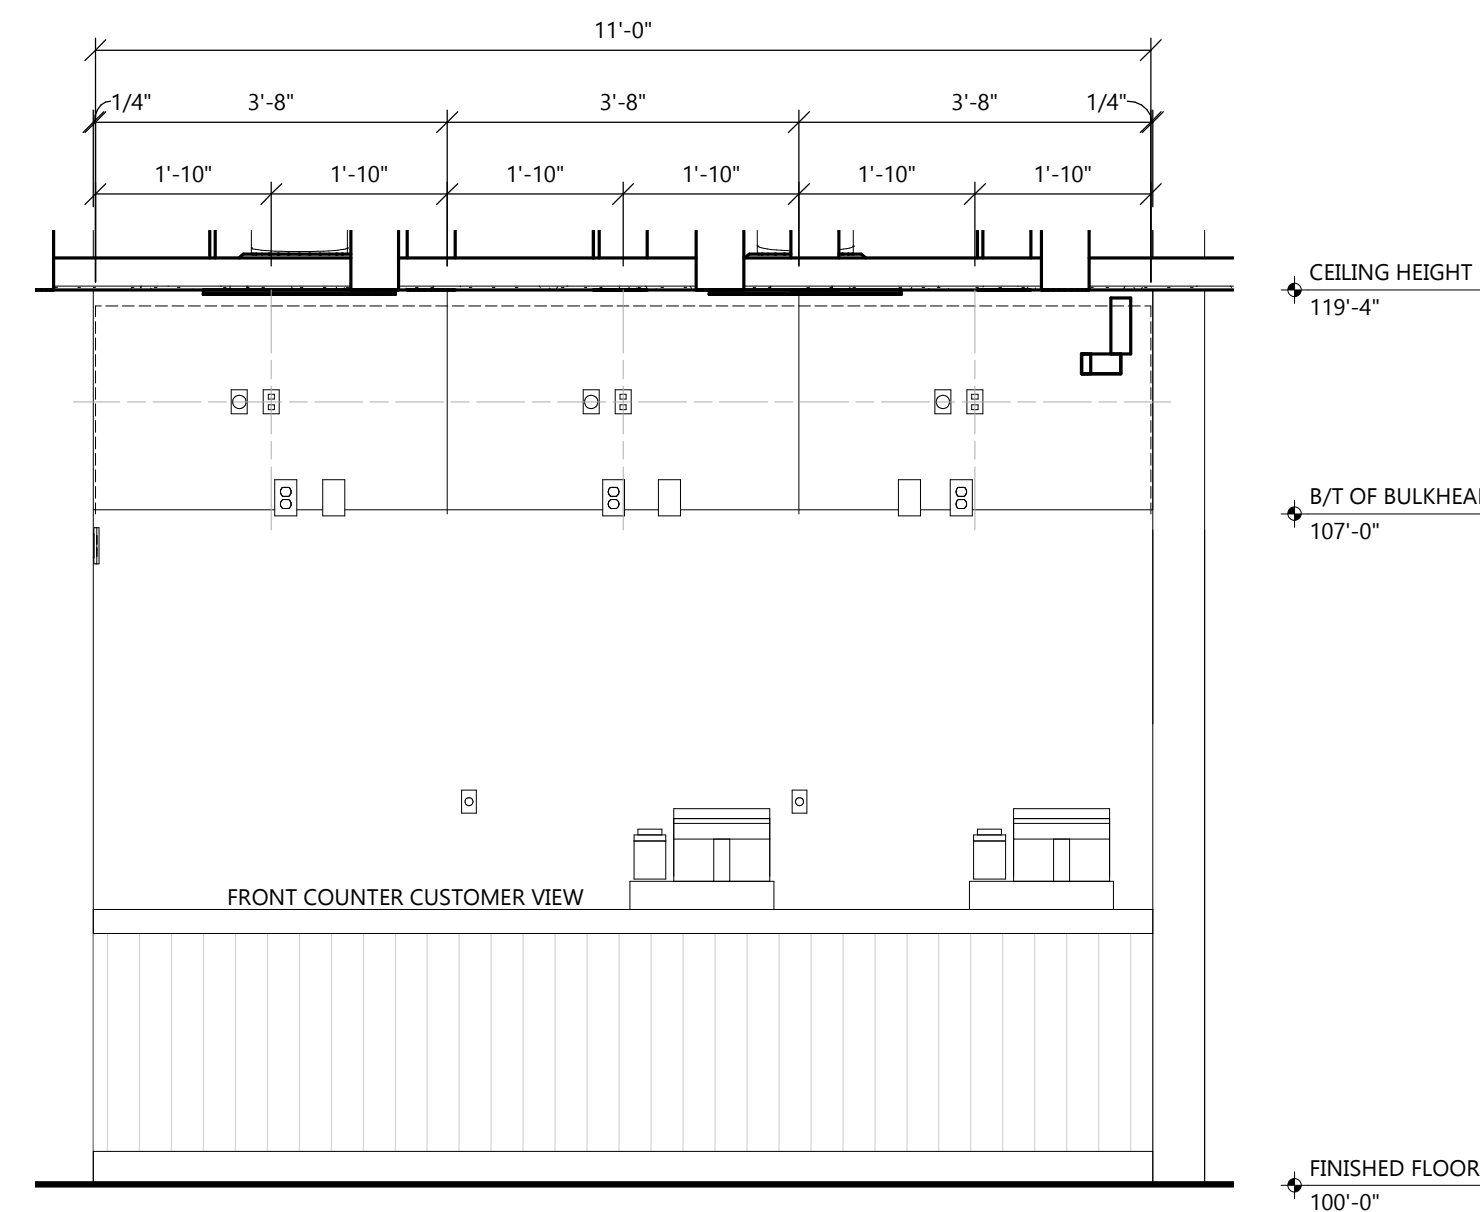 11'-0"
1/4" 3'-8" 3'-8" 3'-8" 1/4"
1'-10" 1'-10" 1'-10" 1'-10" 1'-10" 1'-10"
CEILING HEIGHT
119'-4"
B/T OF BULKHEA
107'-0"
FRONT COUNTER CUSTOMER VIEW
FINISHED FLOOR
100'-0"